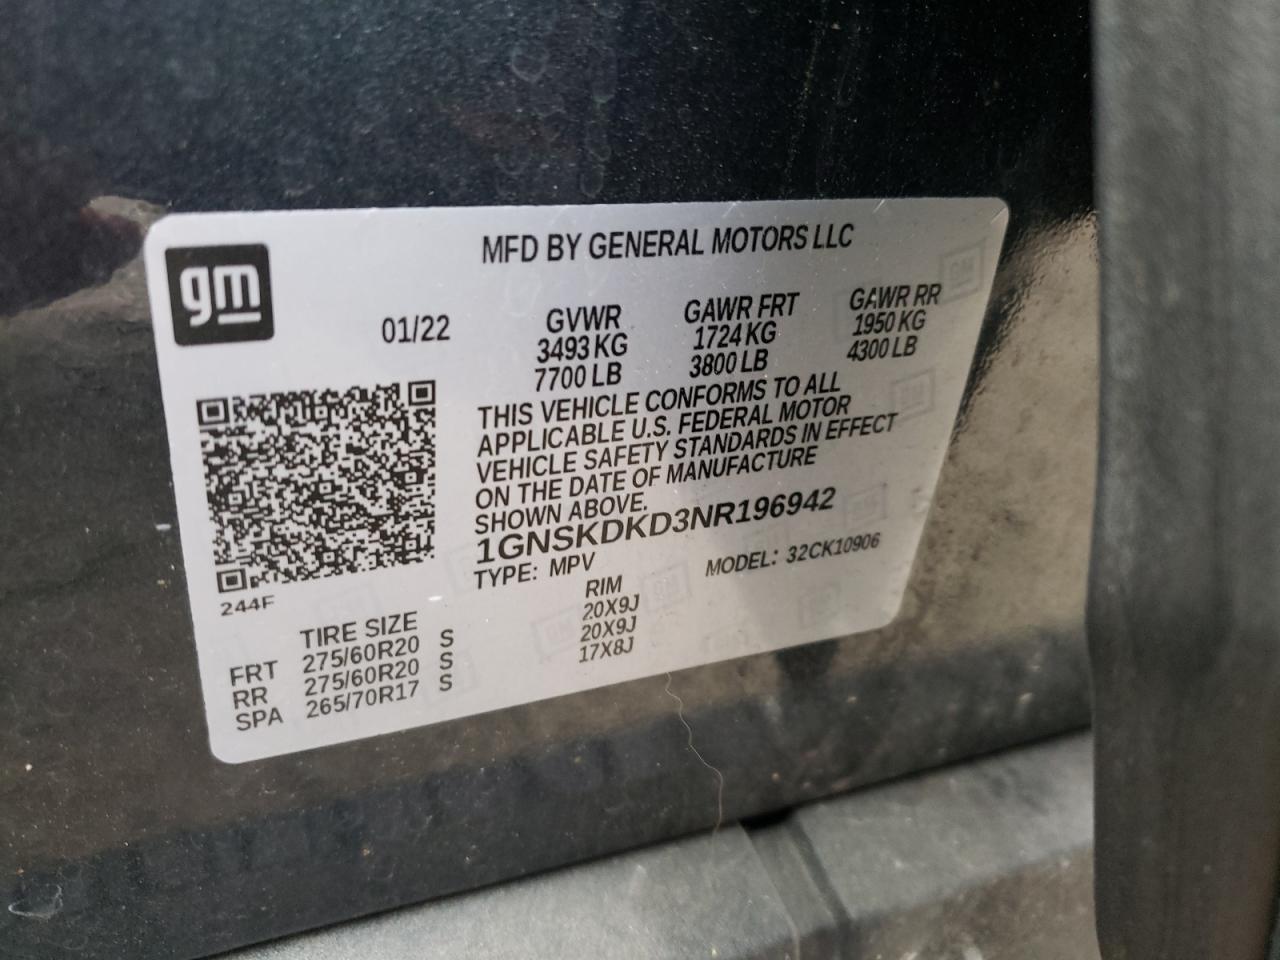 gm
MFD BY GENERAL MOTORS LLC
01/22
GVWR GAWR FRT GAWR RR
3493 KG 1724 KG 1950 KG
7700 LB 3800 LB 4300 LB
THIS VEHICLE CONFORMS TO ALL
APPLICABLE U.S. FEDERAL MOTOR
VEHICLE SAFETY STANDARDS IN EFFECT
ON THE DATE OF MANUFACTURE
SHOWN ABOVE.
1GNSKDKD3NR196942
TYPE: MPV MODEL: 32CK10906
244F
TIRE SIZE RIM
FRT 275/60R20 S 20X9J
RR 275/60R20 S 20X9J
SPA 265/70R17 S 17X8J